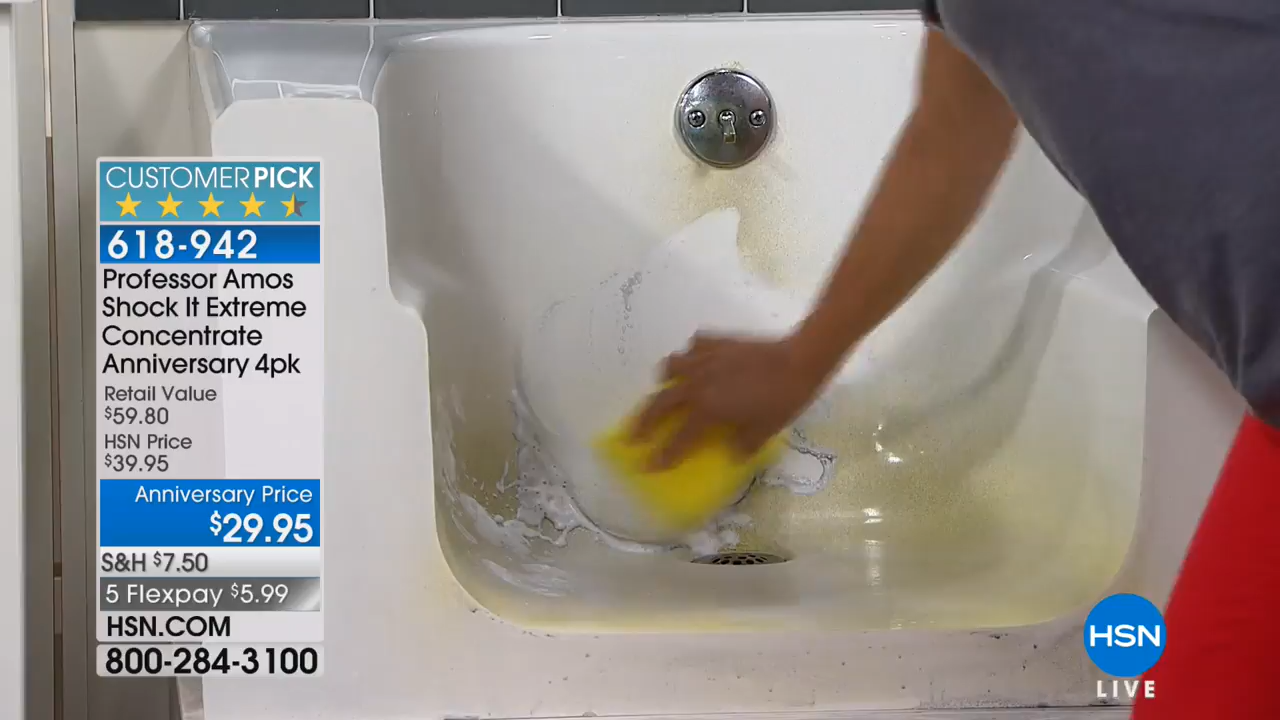 CUSTOMER PICK
618-942
Professor Amos
Shock It Extreme
Concentrate
Anniversary 4pk
Retail Value
$59.80
HSN Price
$39.95
Anniversary Price
$29.95
S&H $7.50
5 Flexpay $5.99
HSN.COM
800-284-3100
HSN
LIVE